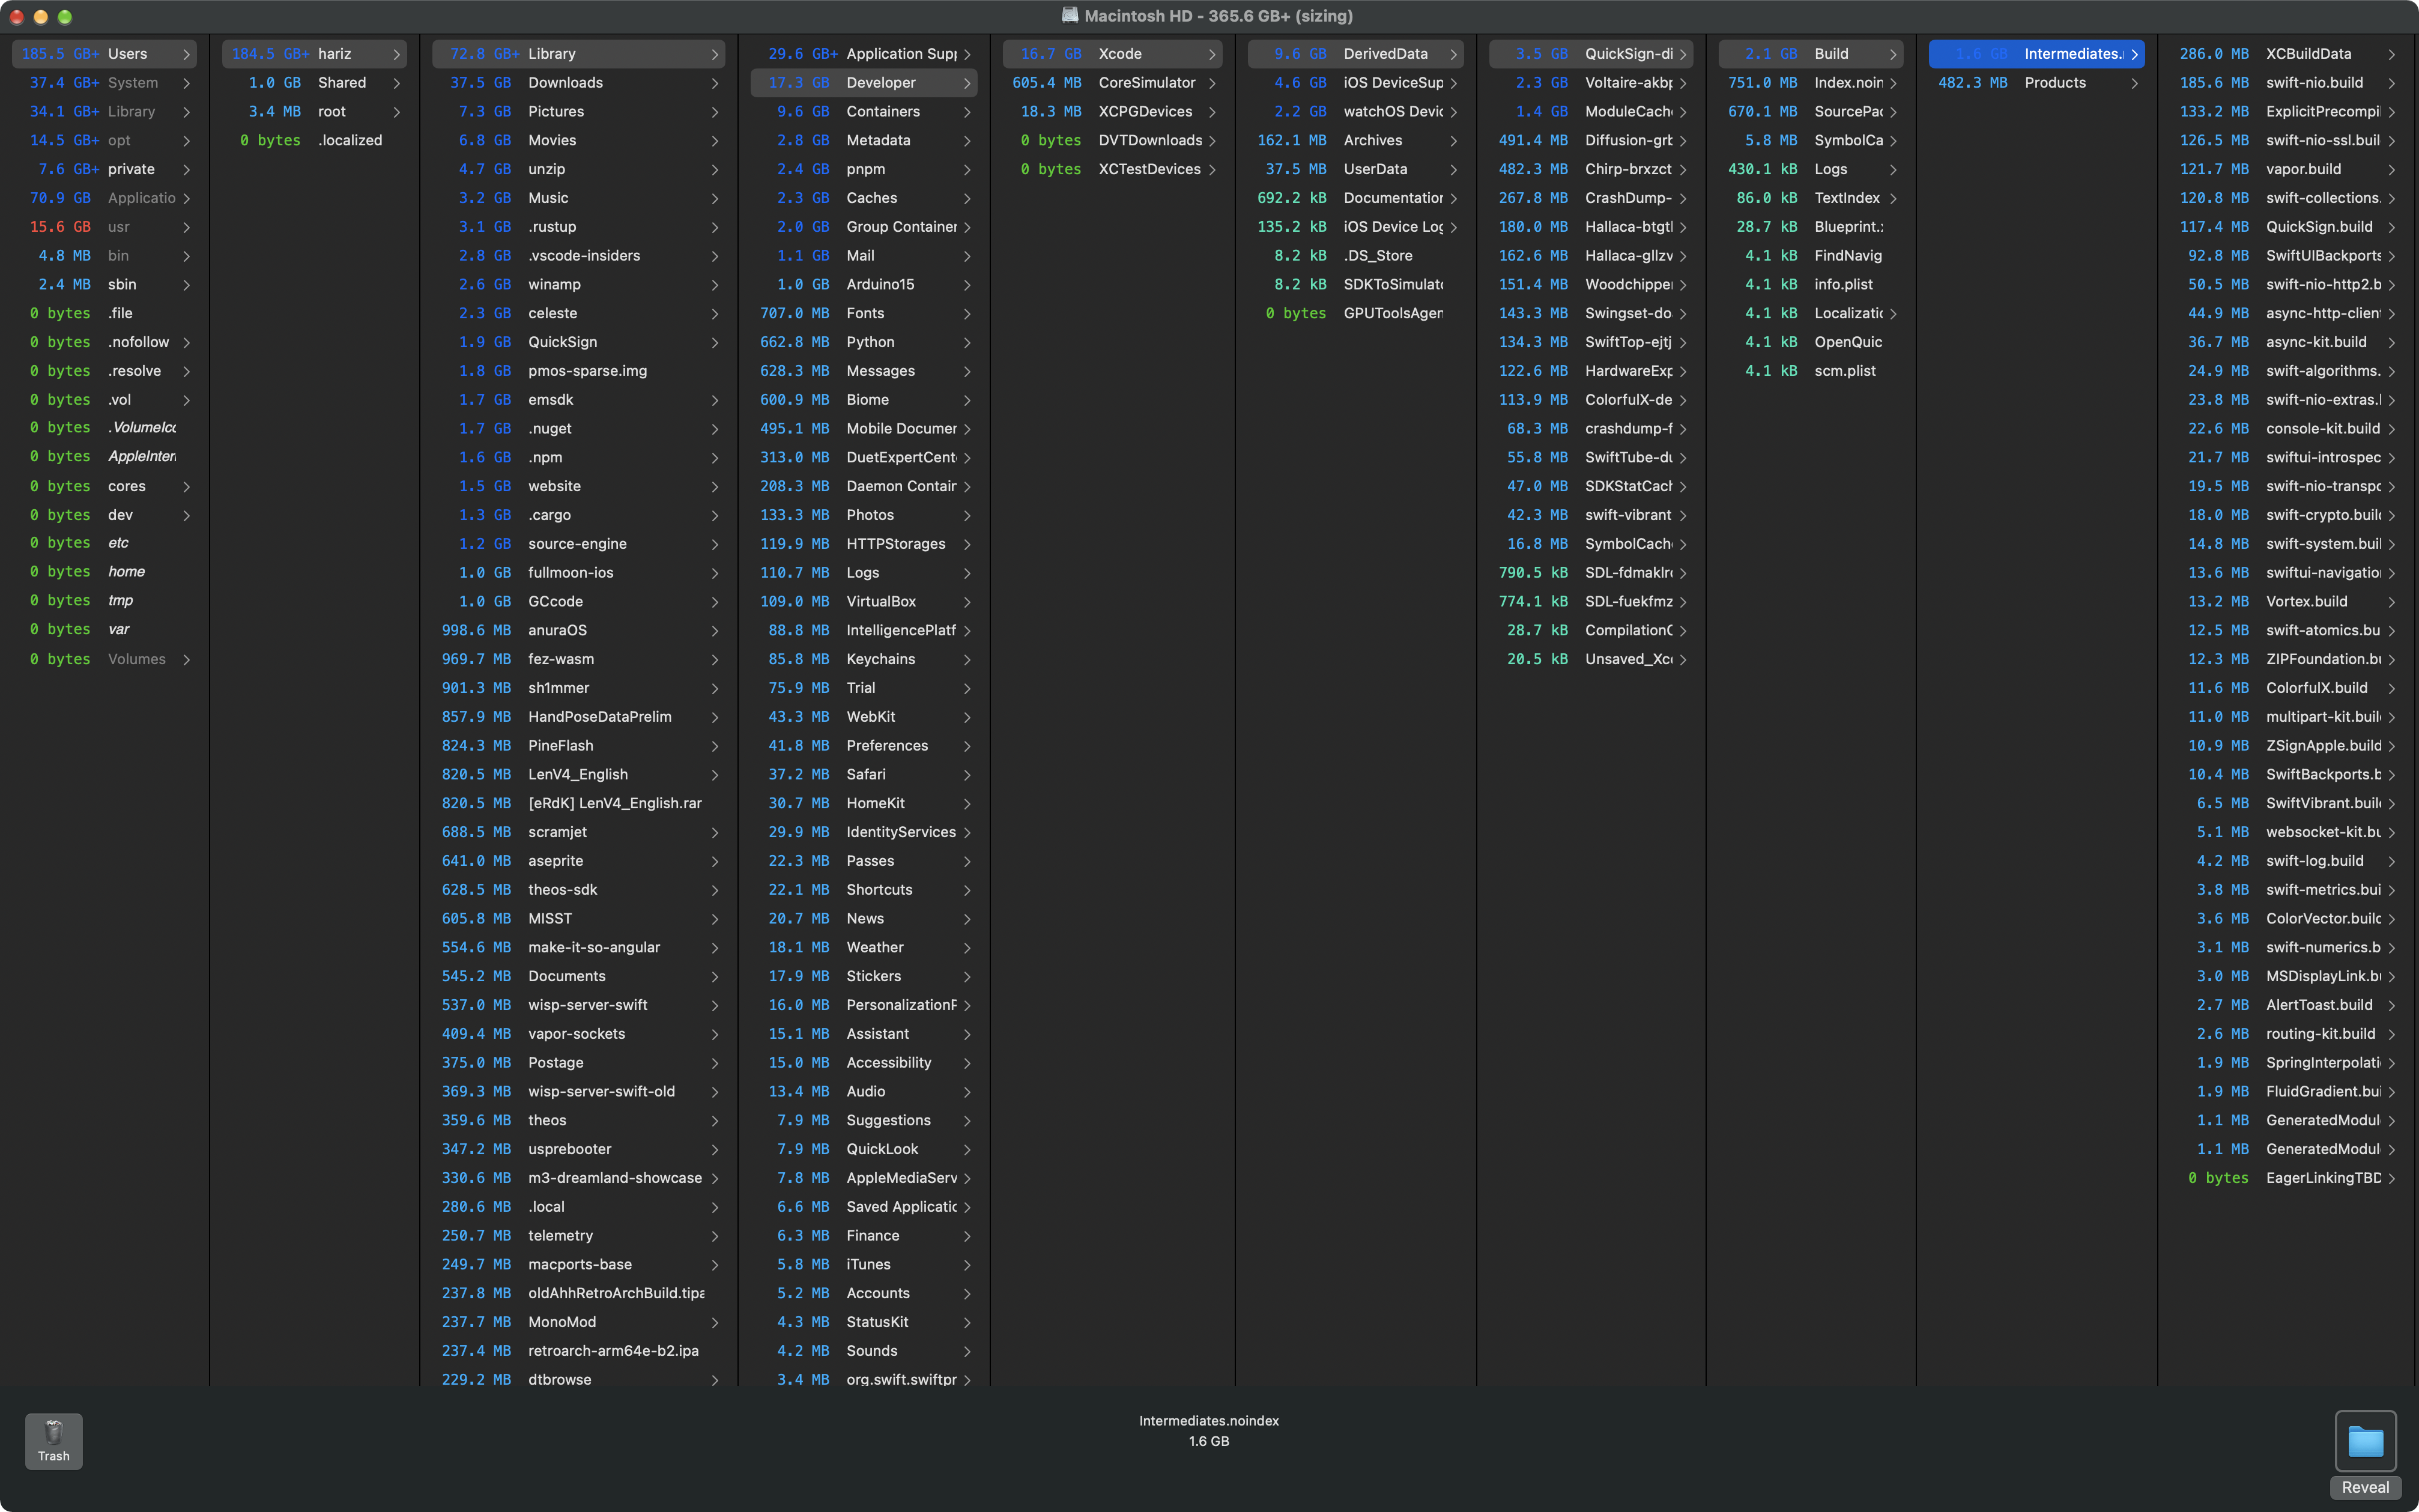 Macintosh HD - 365.6 GB+ (sizing)
185.5 GB+ Users
37.4 GB+ System
34.1 GB+ Library
14.5 GB+ opt
7.6 GB+ private
70.9 GB Applicatio
15.6 GB usr
4.8 MB bin
2.4 MB sbin
0 bytes .file
0 bytes .nofollow
0 bytes .resolve
0 bytes .vol
0 bytes .VolumeIcc
0 bytes AppleInter
0 bytes cores
0 bytes dev
0 bytes etc
0 bytes home
0 bytes tmp
0 bytes var
0 bytes Volumes
184.5 GB+ hariz
1.0 GB Shared
3.4 MB root
0 bytes .localized
72.8 GB+ Library
37.5 GB Downloads
7.3 GB Pictures
6.8 GB Movies
4.7 GB unzip
3.2 GB Music
3.1 GB .rustup
2.8 GB .vscode-insiders
2.6 GB winamp
2.3 GB celeste
1.9 GB QuickSign
1.8 GB pmos-sparse.img
1.7 GB emsdk
1.7 GB .nuget
1.6 GB .npm
1.5 GB website
1.3 GB .cargo
1.2 GB source-engine
1.0 GB fullmoon-ios
1.0 GB GCcode
998.6 MB anuraOS
969.7 MB fez-wasm
901.3 MB sh1mmer
857.9 MB HandPoseDataPrelim
824.3 MB PineFlash
820.5 MB LenV4_English
820.5 MB [eRdK] LenV4_English.rar
688.5 MB scramjet
641.0 MB aseprite
628.5 MB theos-sdk
605.8 MB MISST
554.6 MB make-it-so-angular
545.2 MB Documents
537.0 MB wisp-server-swift
409.4 MB vapor-sockets
375.0 MB Postage
369.3 MB wisp-server-swift-old
359.6 MB theos
347.2 MB usprebooter
330.6 MB m3-dreamland-showcase
280.6 MB .local
250.7 MB telemetry
249.7 MB macports-base
237.8 MB oldAhhRetroArchBuild.tipa
237.7 MB MonoMod
237.4 MB retroarch-arm64e-b2.ipa
229.2 MB dtbrowse
29.6 GB+ Application Supp
17.3 GB Developer
9.6 GB Containers
2.8 GB Metadata
2.4 GB pnpm
2.3 GB Caches
2.0 GB Group Container
1.1 GB Mail
1.0 GB Arduino15
707.0 MB Fonts
662.8 MB Python
628.3 MB Messages
600.9 MB Biome
495.1 MB Mobile Documer
313.0 MB DuetExpertCent
208.3 MB Daemon Contair
133.3 MB Photos
119.9 MB HTTPStorages
110.7 MB Logs
109.0 MB VirtualBox
88.8 MB IntelligencePlatf
85.8 MB Keychains
75.9 MB Trial
43.3 MB WebKit
41.8 MB Preferences
37.2 MB Safari
30.7 MB HomeKit
29.9 MB IdentityServices
22.3 MB Passes
22.1 MB Shortcuts
20.7 MB News
18.1 MB Weather
17.9 MB Stickers
16.0 MB PersonalizationF
15.1 MB Assistant
15.0 MB Accessibility
13.4 MB Audio
7.9 MB Suggestions
7.9 MB QuickLook
7.8 MB AppleMediaServ
6.6 MB Saved Applicatic
6.3 MB Finance
5.8 MB iTunes
5.2 MB Accounts
4.3 MB StatusKit
4.2 MB Sounds
3.4 MB org.swift.swiftpr
16.7 GB Xcode
605.4 MB CoreSimulator
18.3 MB XCPGDevices
0 bytes DVTDownloads
0 bytes XCTestDevices
9.6 GB DerivedData
4.6 GB iOS DeviceSup
2.2 GB watchOS Devic
162.1 MB Archives
37.5 MB UserData
692.2 kB Documentatior
135.2 kB iOS Device Log
8.2 kB .DS_Store
8.2 kB SDKToSimulatc
0 bytes GPUToolsAgen
3.5 GB QuickSign-di
2.3 GB Voltaire-akbp
1.4 GB ModuleCach
491.4 MB Diffusion-grb
482.3 MB Chirp-brxzct
267.8 MB CrashDump-
180.0 MB Hallaca-btgtl
162.6 MB Hallaca-gllzv
151.4 MB Woodchipper
143.3 MB Swingset-do
134.3 MB SwiftTop-ejtj
122.6 MB HardwareExp
113.9 MB ColorfulX-de
68.3 MB crashdump-f
55.8 MB SwiftTube-du
47.0 MB SDKStatCach
42.3 MB swift-vibrant
16.8 MB SymbolCach
790.5 kB SDL-fdmaklrc
774.1 kB SDL-fuekfmz
28.7 kB CompilationC
20.5 kB Unsaved_Xc
2.1 GB Build
751.0 MB Index.noin
670.1 MB SourcePac
5.8 MB SymbolCa
430.1 kB Logs
86.0 kB TextIndex
28.7 kB Blueprint.
4.1 kB FindNavig
4.1 kB info.plist
4.1 kB Localizatic
4.1 kB OpenQuic
4.1 kB scm.plist
1.6 GB Intermediates.
482.3 MB Products
286.0 MB XCBuildData
185.6 MB swift-nio.build
133.2 MB ExplicitPrecompil
126.5 MB swift-nio-ssl.buil
121.7 MB vapor.build
120.8 MB swift-collections.
117.4 MB QuickSign.build
92.8 MB SwiftUIBackports
50.5 MB swift-nio-http2.b
44.9 MB async-http-client
36.7 MB async-kit.build
24.9 MB swift-algorithms.
23.8 MB swift-nio-extras.l
22.6 MB console-kit.build
21.7 MB swiftui-introspec
19.5 MB swift-nio-transpc
18.0 MB swift-crypto.build
14.8 MB swift-system.buil
13.6 MB swiftui-navigatio
13.2 MB Vortex.build
12.5 MB swift-atomics.bu
12.3 MB ZIPFoundation.bu
11.6 MB ColorfulX.build
11.0 MB multipart-kit.buil
10.9 MB ZSignApple.build
10.4 MB SwiftBackports.b
6.5 MB SwiftVibrant.buil
5.1 MB websocket-kit.bu
4.2 MB swift-log.build
3.8 MB swift-metrics.bui
3.6 MB ColorVector.build
3.1 MB swift-numerics.b
3.0 MB MSDisplayLink.bu
2.7 MB AlertToast.build
2.6 MB routing-kit.build
1.9 MB SpringInterpolati
1.9 MB FluidGradient.bui
1.1 MB GeneratedModul
1.1 MB GeneratedModul
0 bytes EagerLinkingTBD
Trash
Intermediates.noindex
1.6 GB
Reveal